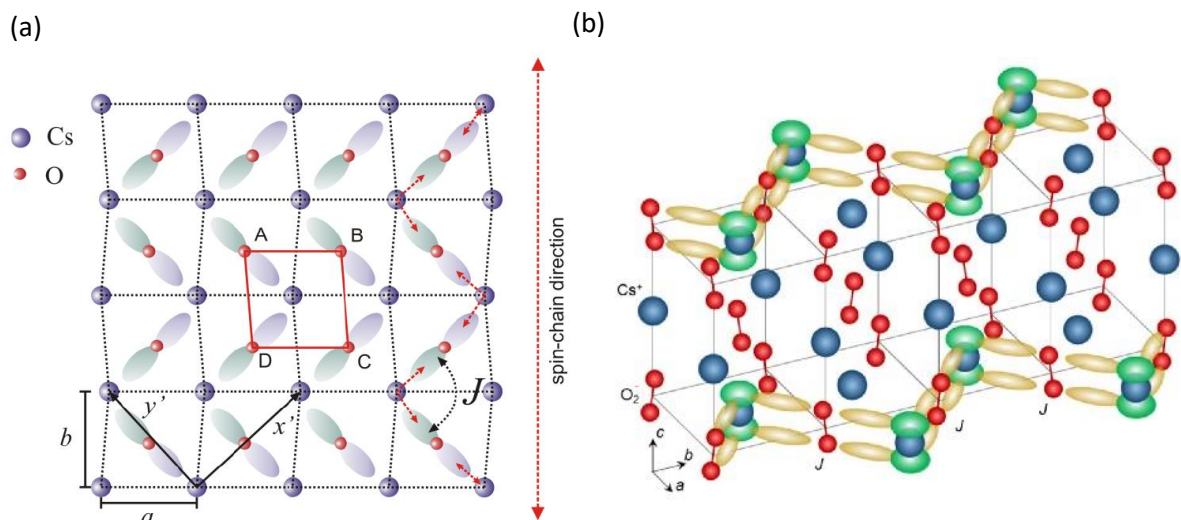 (a)
(b)
Cs
O
A
B
D
C
J
y'
x'
b
a
spin-chain direction
Cs+
O2-
J
J
J
c
b
a